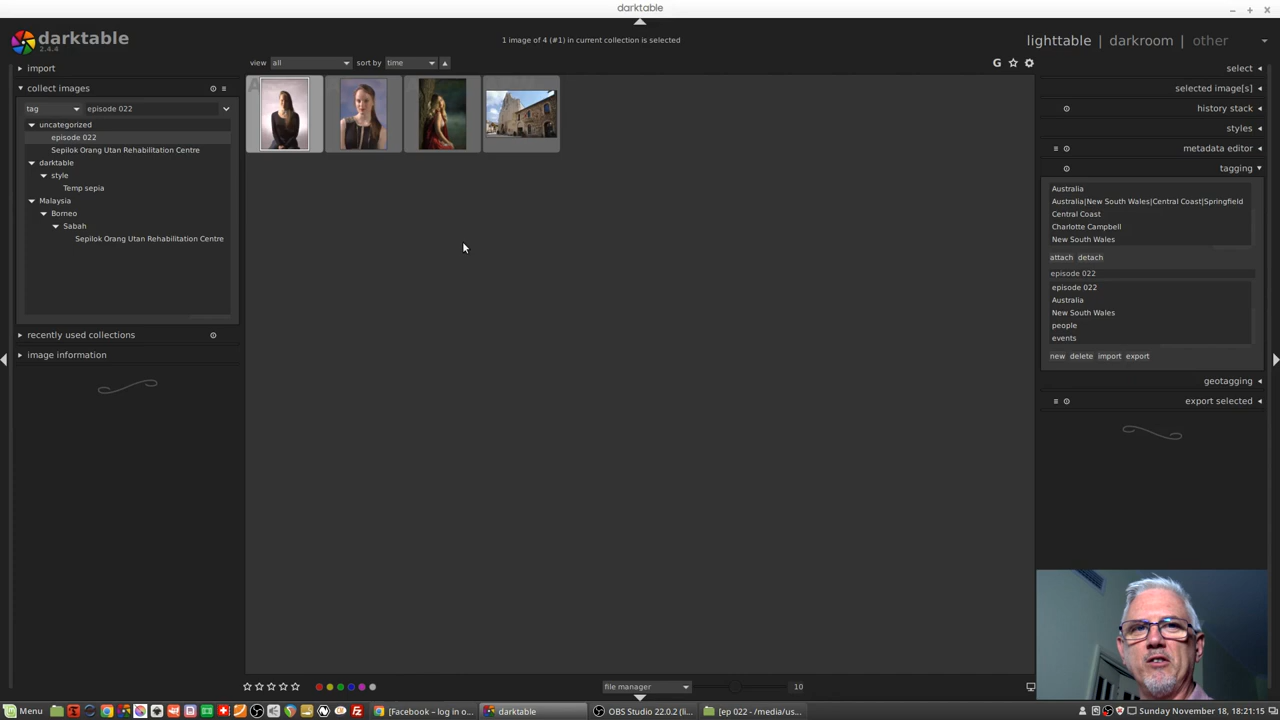 darktable
darktable
2.4.4
1 image of 4 (#1) in current collection is selected
lighttable | darkroom | other
import
view all sort by time
G
select
collect images
selected image[s]
tag episode 022
history stack
uncategorized
styles
episode 022
Sepilok Orang Utan Rehabilitation Centre
metadata editor
darktable
tagging
style
Temp sepia
Australia
Malaysia
Australia|New South Wales|Central Coast|Springfield
Borneo
Central Coast
Sabah
Charlotte Campbell
Sepilok Orang Utan Rehabilitation Centre
New South Wales
attach detach
episode 022
episode 022
Australia
New South Wales
people
events
recently used collections
image information
new delete import export
geotagging
export selected
file manager 10
Menu
[Facebook – log in o...
darktable
OBS Studio 22.0.2 (li...
[ep 022 - /media/us...
Sunday November 18, 18:21:15